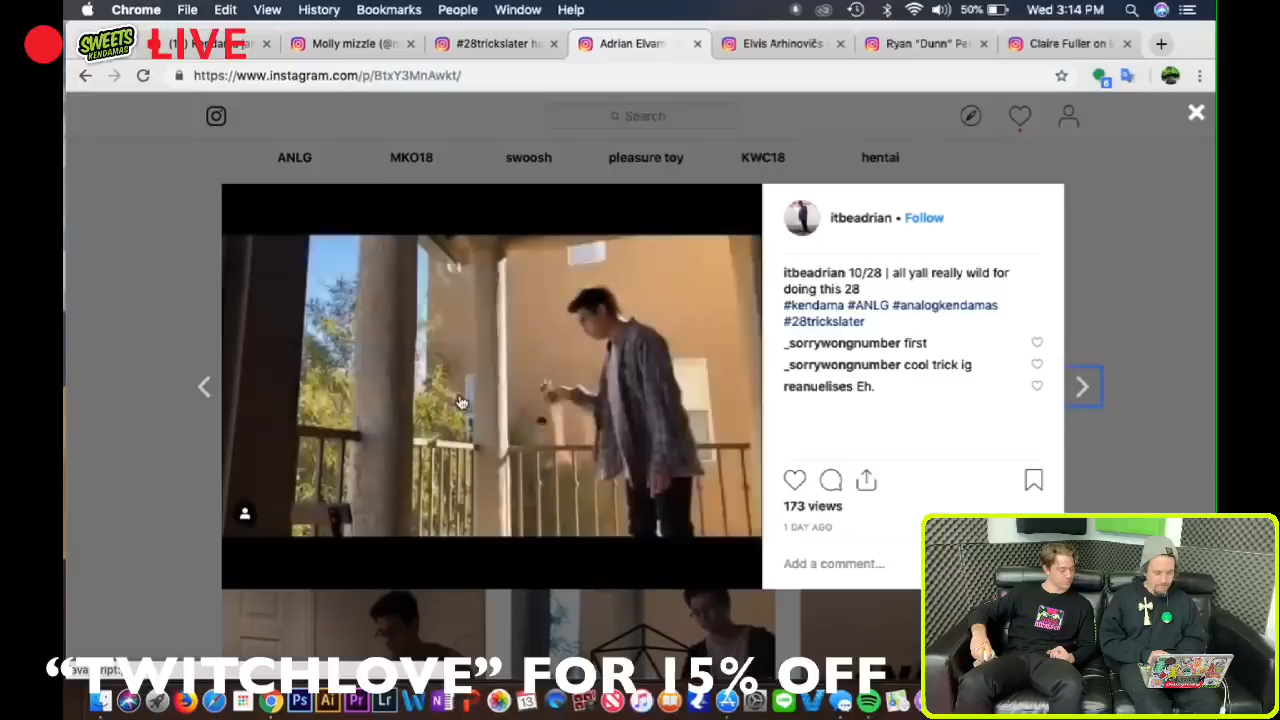 Chrome File Edit View History Bookmarks People Window Help 50% Wed 3:14 PM
SWEETS KENDAMAS LIVE
Molly mizzle (@n
#28trickslater ha
Adrian Elvam
Elvis Arhinovičs
Ryan "Dunn" Pe
Claire Fuller on I
https://www.instagram.com/p/BtxY3MnAwkt/
Search
ANLG MKO18 swoosh pleasure toy KWC18 hentai
itbeadrian • Follow
itbeadrian 10/28 | all yall really wild for
doing this 28
#kendama #ANLG #analogkendamas
#28trickslater
_sorrywongnumber first
_sorrywongnumber cool trick ig
reanuelises Eh.
173 views
1 DAY AGO
Add a comment...
"TWITCHLOVE" FOR 15% OFF